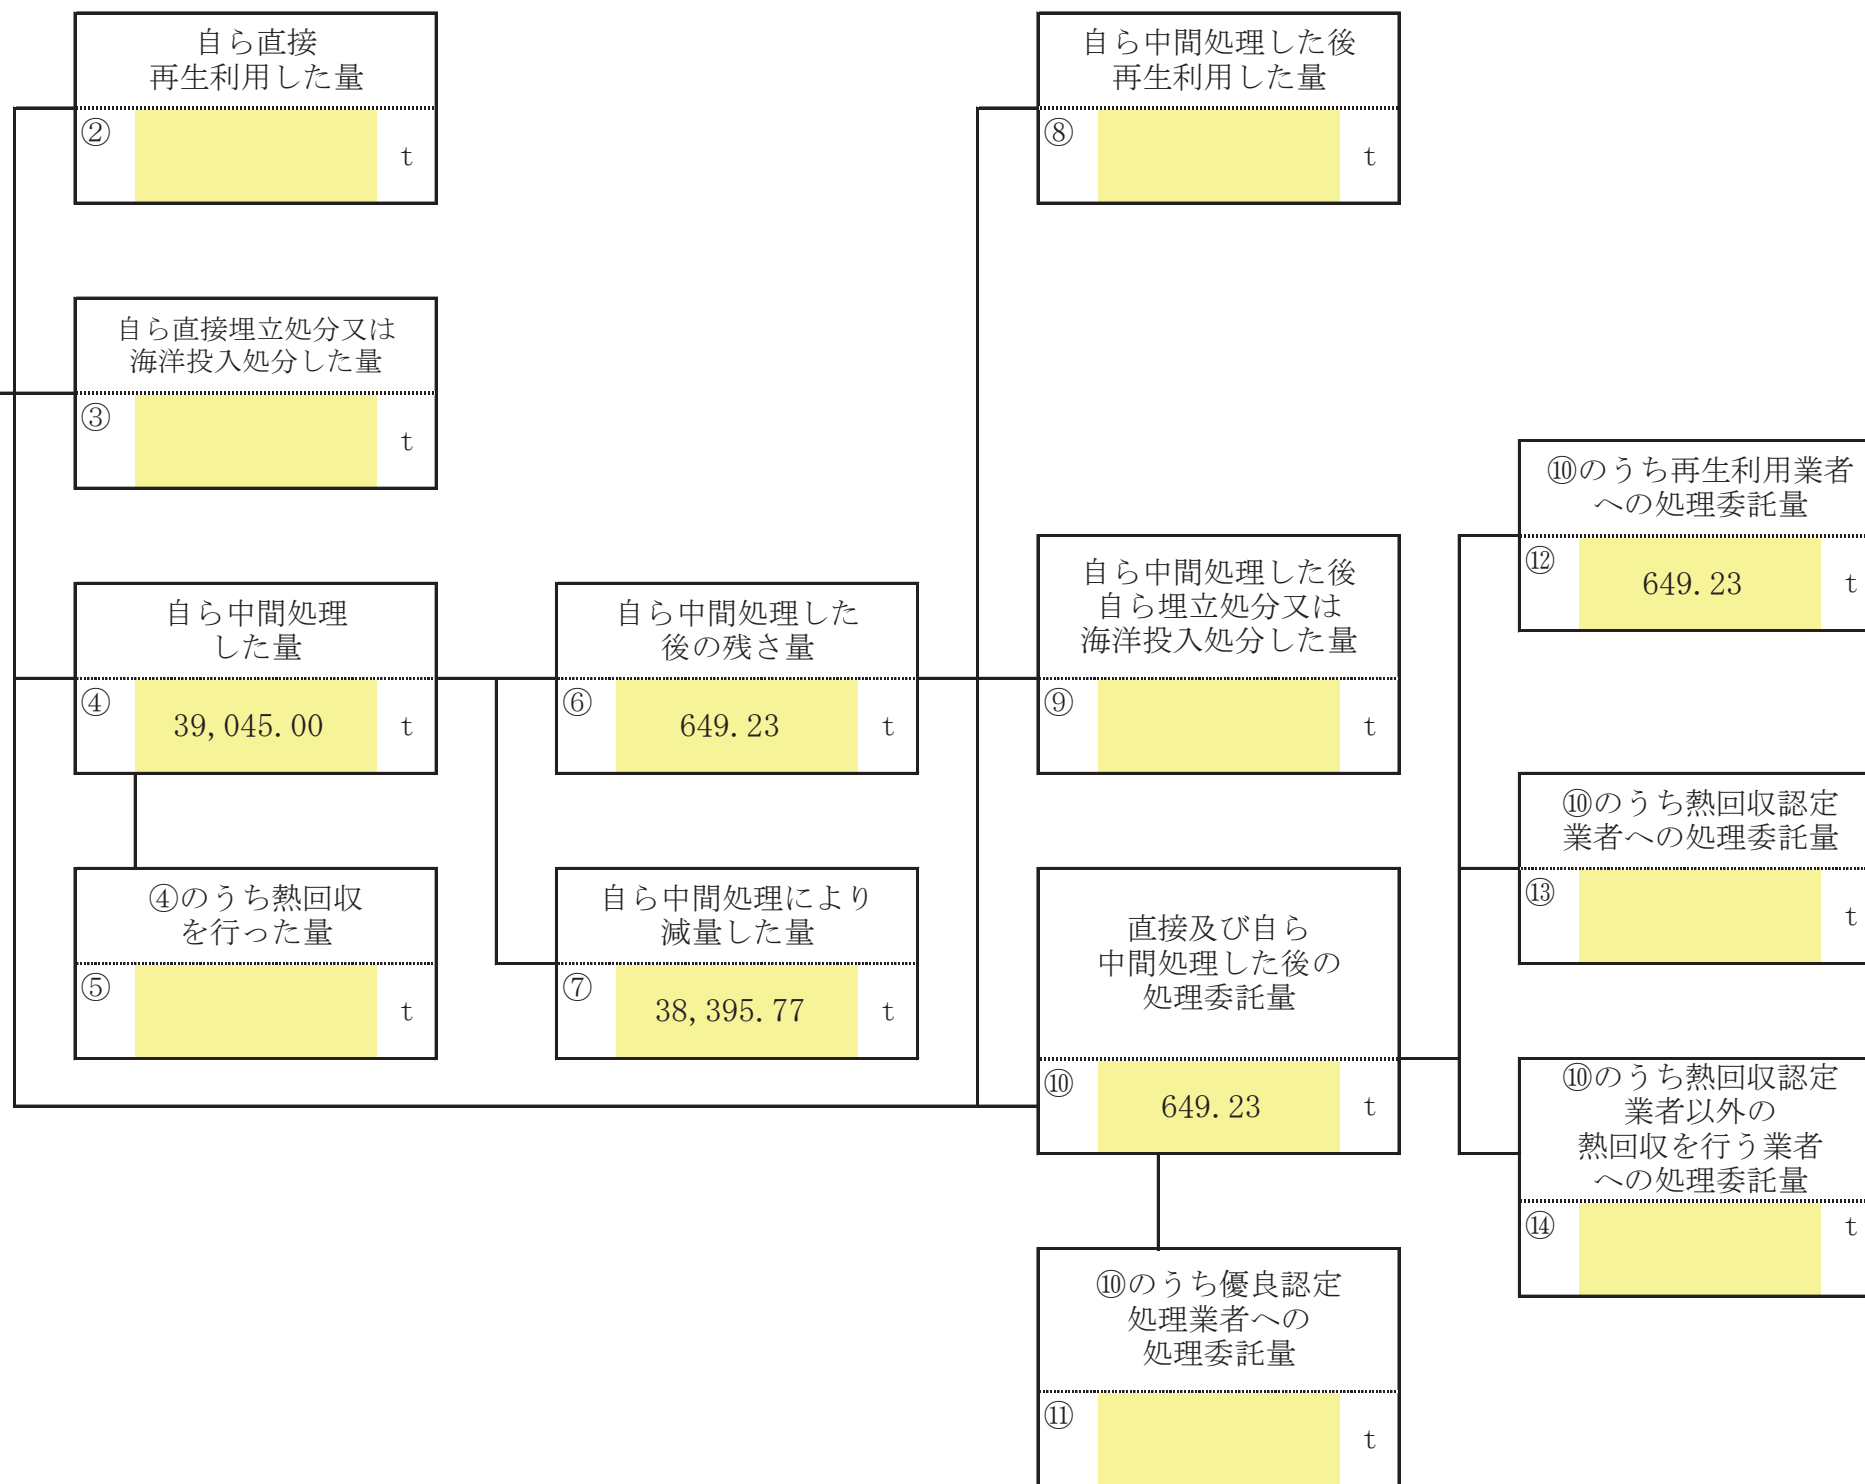 自ら直接
再生利用した量
②
t
自ら中間処理した後
再生利用した量
⑧
t
自ら直接埋立処分又は
海洋投入処分した量
③
t
⑩のうち再生利用業者
への処理委託量
⑫
649.23
t
自ら中間処理
した量
④
39,045.00
t
自ら中間処理した
後の残さ量
⑥
649.23
t
自ら中間処理した後
自ら埋立処分又は
海洋投入処分した量
⑨
t
⑩のうち熱回収認定
業者への処理委託量
⑬
t
④のうち熱回収
を行った量
⑤
t
自ら中間処理により
減量した量
⑦
38,395.77
t
直接及び自ら
中間処理した後の
処理委託量
⑩
649.23
t
⑩のうち熱回収認定
業者以外の
熱回収を行う業者
への処理委託量
⑭
t
⑩のうち優良認定
処理業者への
処理委託量
⑪
t